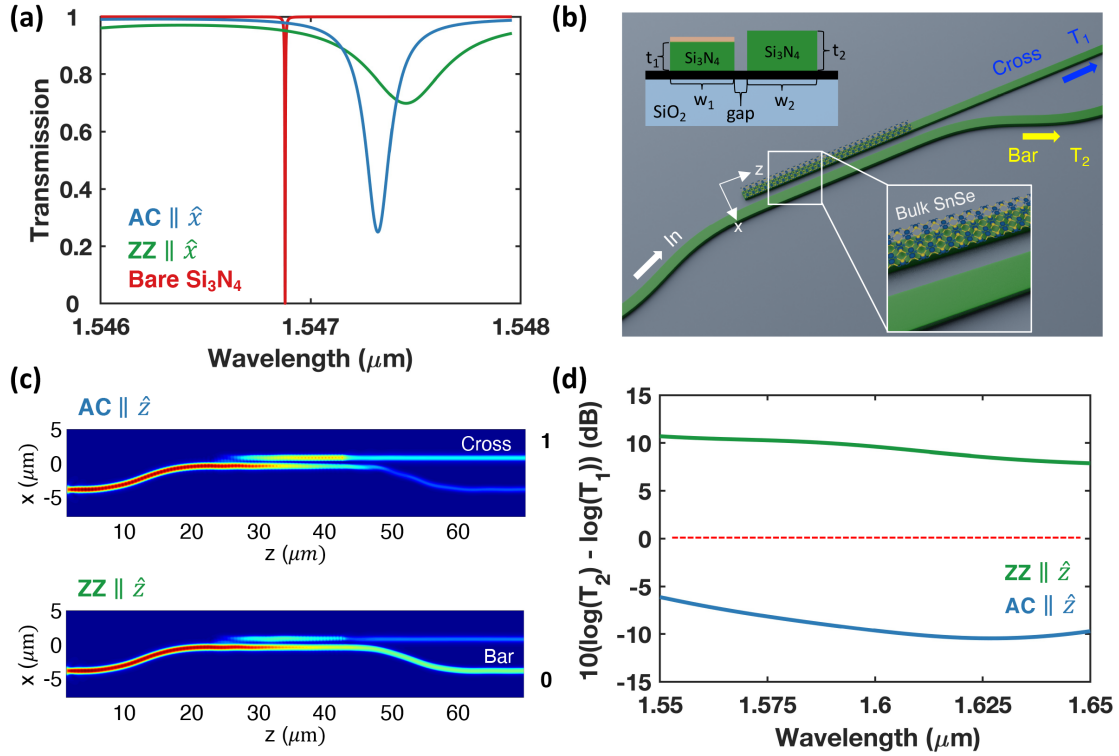 (a)
Transmission
1
0.8
0.6
0.4
0.2
0
AC ∥ x̂
ZZ ∥ x̂
Bare Si₃N₄
1.546
1.547
1.548
Wavelength (μm)
(b)
t₁
Si₃N₄
Si₃N₄
t₂
w₁
w₂
SiO₂
gap
Cross
T₁
Bar
T₂
z
x
In
Bulk SnSe
(c)
AC ∥ ẑ
x (μm)
5
0
-5
Cross
1
10
20
30
40
50
60
z (μm)
ZZ ∥ ẑ
x (μm)
5
0
-5
Bar
0
10
20
30
40
50
60
z (μm)
(d)
10(log(T₂) - log(T₁)) (dB)
15
10
5
0
-5
-10
-15
ZZ ∥ ẑ
AC ∥ ẑ
1.55
1.575
1.6
1.625
1.65
Wavelength (μm)